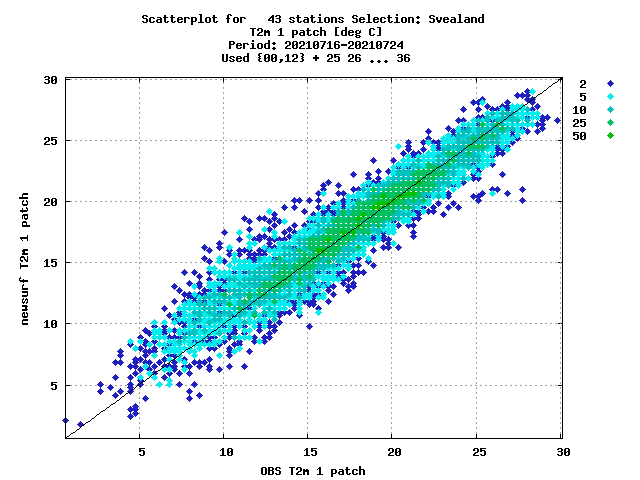 Scatterplot for   43 stations Selection: Svealand
T2m 1 patch [deg C]
Period: 20210716-20210724
Used {00,12} + 25 26 ... 36
2
5
10
25
50
30
25
20
15
10
5
newsurf T2m 1 patch
5 10 15 20 25 30
OBS T2m 1 patch